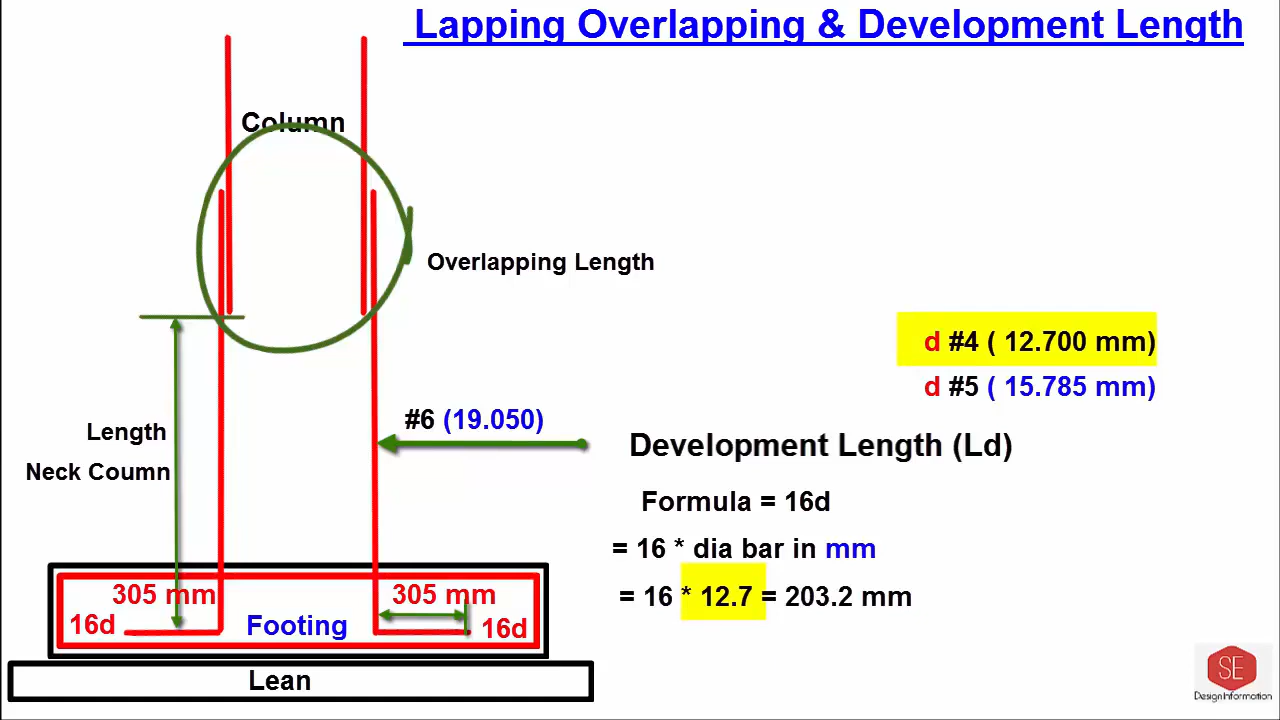 Lapping Overlapping & Development Length
Column
Overlapping Length
d #4 ( 12.700 mm)
d #5 ( 15.785 mm)
#6 (19.050)
Length
Neck Coumn
Development Length (Ld)
Formula = 16d
= 16 * dia bar in mm
= 16 * 12.7 = 203.2 mm
305 mm
305 mm
16d
Footing
16d
Lean
SE
Design Information